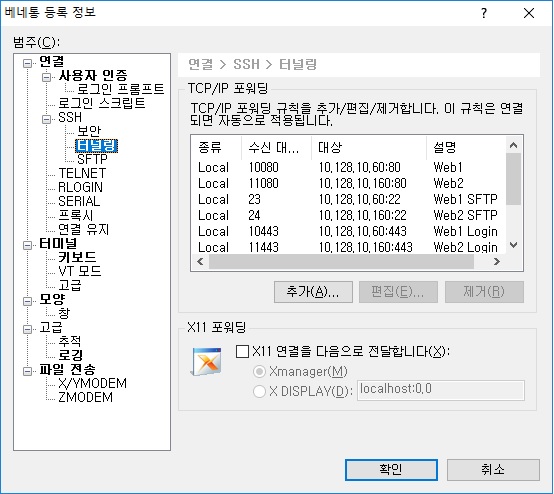 베네통 등록 정보
?
범주(C):
연결
사용자 인증
로그인 프롬프트
로그인 스크립트
SSH
보안
터널링
SFTP
TELNET
RLOGIN
SERIAL
프록시
연결 유지
터미널
키보드
VT 모드
고급
모양
창
고급
추적
로깅
파일 전송
X/YMODEM
ZMODEM
연결 > SSH > 터널링
TCP/IP 포워딩
TCP/IP 포워딩 규칙을 추가/편집/제거합니다. 이 규칙은 연결
되면 자동으로 적용됩니다.
종류 수신 대... 대상 설명
Local 10080 10.128.10.60:80 Web1
Local 11080 10.128.10.160:80 Web2
Local 23 10.128.10.60:22 Web1 SFTP
Local 24 10.128.10.160:22 Web2 SFTP
Local 10443 10.128.10.60:443 Web1 Login
Local 11443 10.128.10.160:443 Web2 Login
추가(A)... 편집(E)... 제거(R)
X11 포워딩
X11 연결을 다음으로 전달합니다(X):
Xmanager(M)
X DISPLAY(D): localhost:0.0
확인 취소